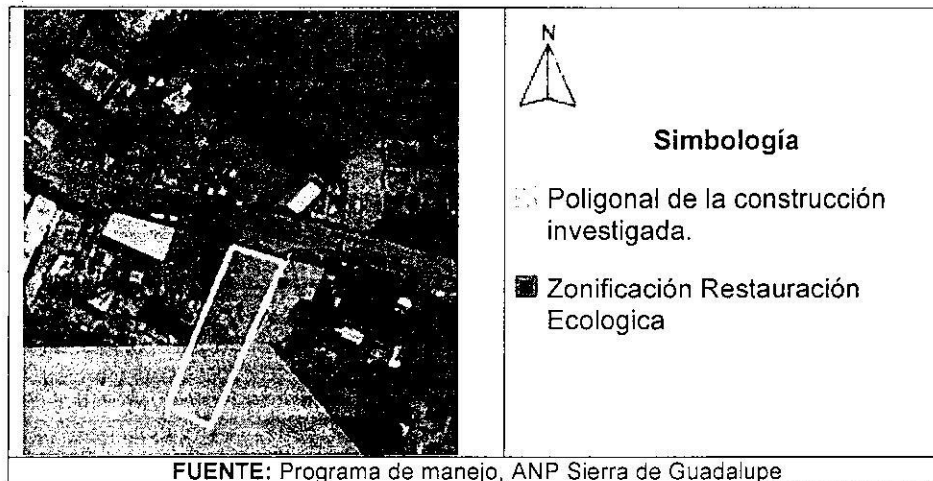 N
Simbología
Poligonal de la construcción
investigada.
Zonificación Restauración
Ecologica
FUENTE: Programa de manejo, ANP Sierra de Guadalupe